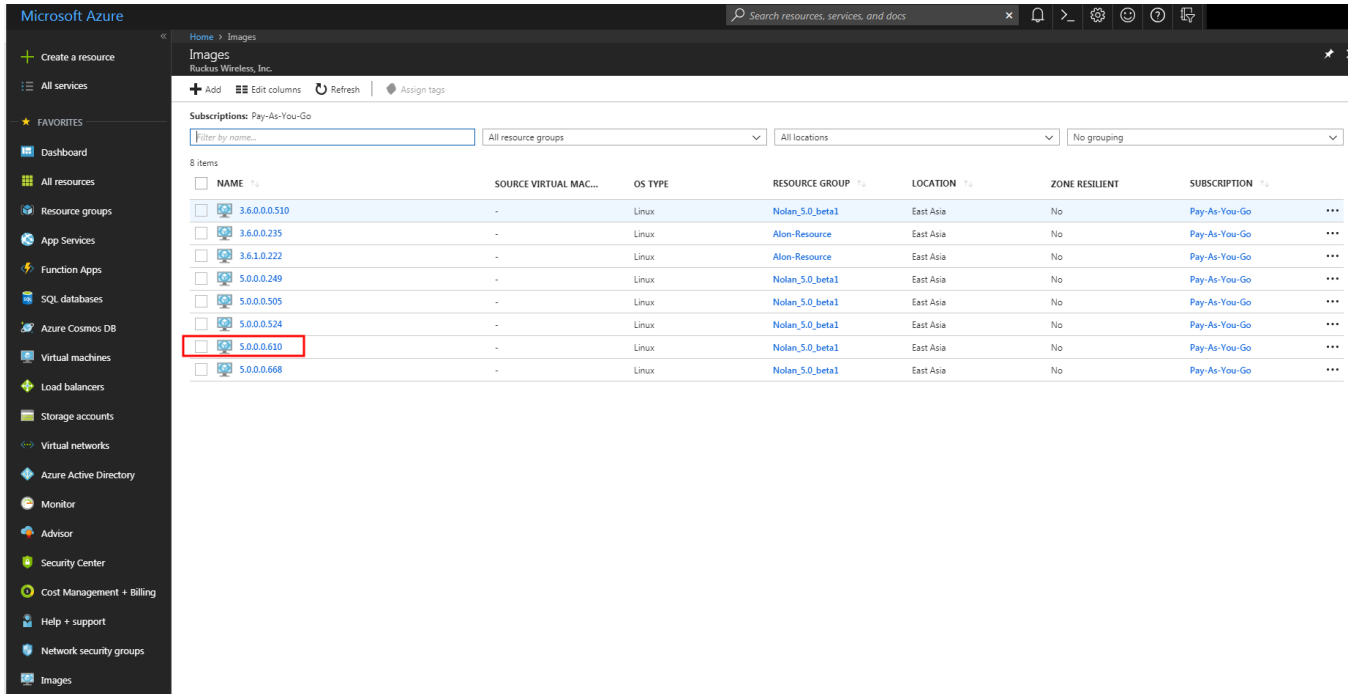 Microsoft Azure
Search resources, services, and docs
Create a resource
All services
FAVORITES
Dashboard
All resources
Resource groups
App Services
Function Apps
SQL databases
Azure Cosmos DB
Virtual machines
Load balancers
Storage accounts
Virtual networks
Azure Active Directory
Monitor
Advisor
Security Center
Cost Management + Billing
Help + support
Network security groups
Images
Home > Images
Images
Ruckus Wireless, Inc.
Add Edit columns Refresh Assign tags
Subscriptions: Pay-As-You-Go
Filter by name... All resource groups All locations No grouping
8 items
NAME SOURCE VIRTUAL MAC... OS TYPE RESOURCE GROUP LOCATION ZONE RESILIENT SUBSCRIPTION
3.6.0.0.0.510 - Linux Nolan_5.0_beta1 East Asia No Pay-As-You-Go
3.6.0.0.235 - Linux Alon-Resource East Asia No Pay-As-You-Go
3.6.1.0.222 - Linux Alon-Resource East Asia No Pay-As-You-Go
5.0.0.0.249 - Linux Nolan_5.0_beta1 East Asia No Pay-As-You-Go
5.0.0.0.505 - Linux Nolan_5.0_beta1 East Asia No Pay-As-You-Go
5.0.0.0.524 - Linux Nolan_5.0_beta1 East Asia No Pay-As-You-Go
5.0.0.0.610 - Linux Nolan_5.0_beta1 East Asia No Pay-As-You-Go
5.0.0.0.668 - Linux Nolan_5.0_beta1 East Asia No Pay-As-You-Go